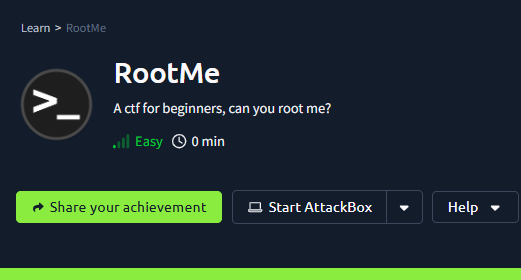 Learn > RootMe
>_
RootMe
A ctf for beginners, can you root me?
Easy 0 min
Share your achievement Start AttackBox Help